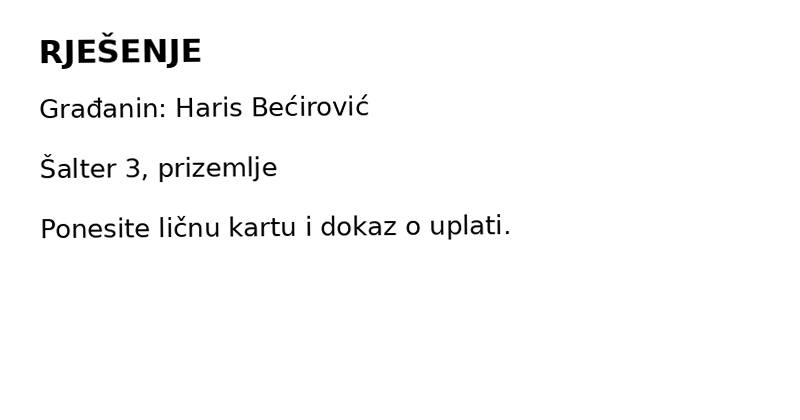 RJEŠENJE
Građanin: Haris Bećirović
Šalter 3, prizemlje
Ponesite ličnu kartu i dokaz o uplati.